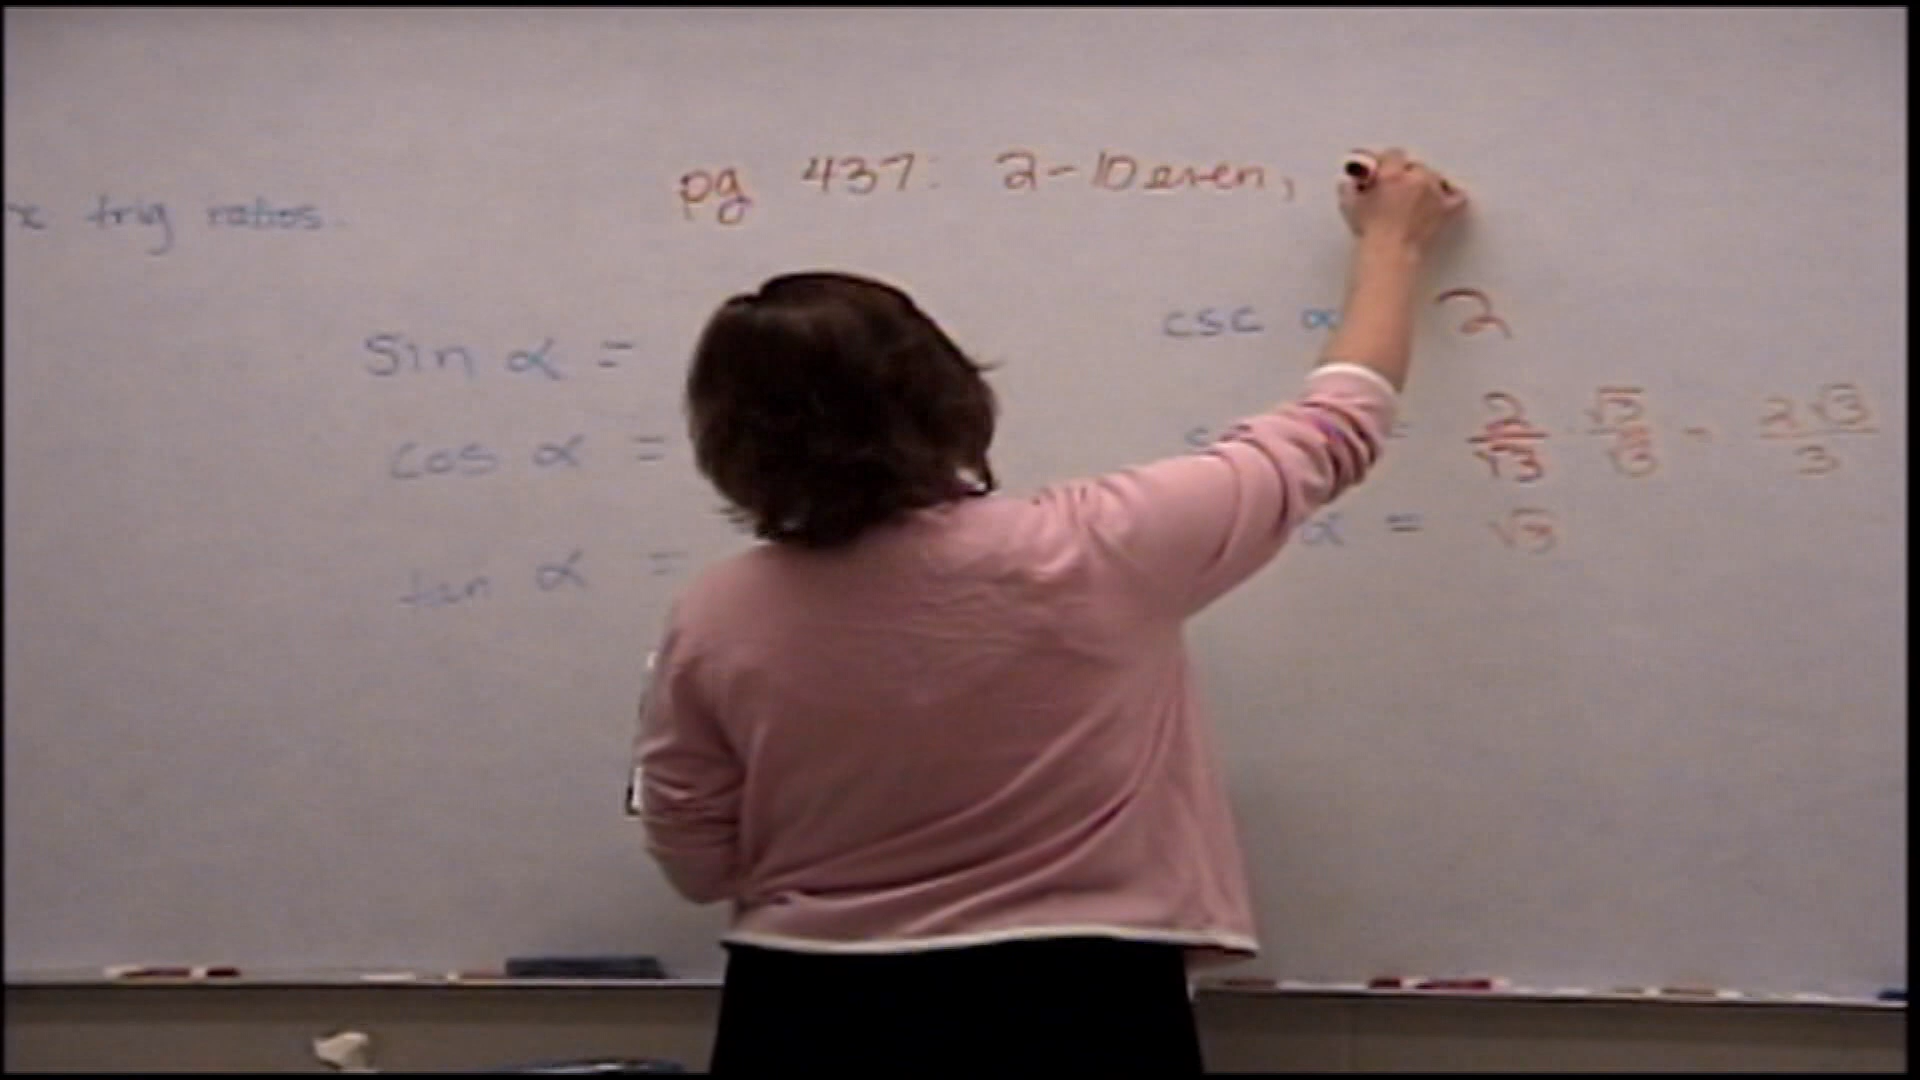 pg 437: 2-10 even,
x trig ratios.
sin α =
csc α 2
cos α =
= 2/√3 · √3/√3 = 2√3/3
tan α =
α = √3